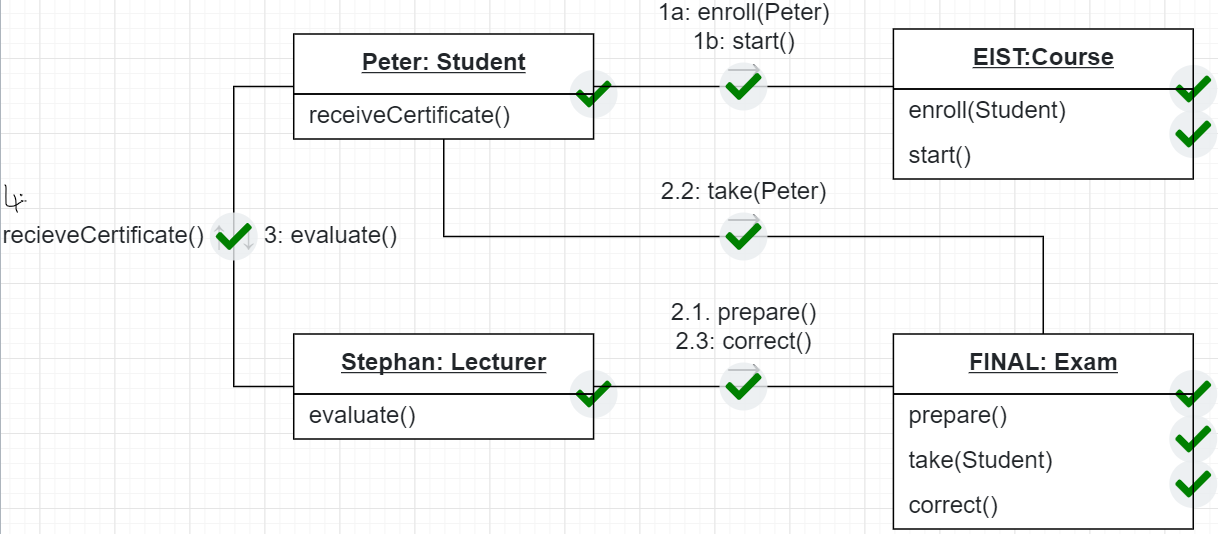 1a: enroll(Peter)
1b: start()
Peter: Student
receiveCertificate()
EIST:Course
enroll(Student)
start()
4:
recieveCertificate()
3: evaluate()
2.2: take(Peter)
2.1. prepare()
2.3: correct()
Stephan: Lecturer
evaluate()
FINAL: Exam
prepare()
take(Student)
correct()